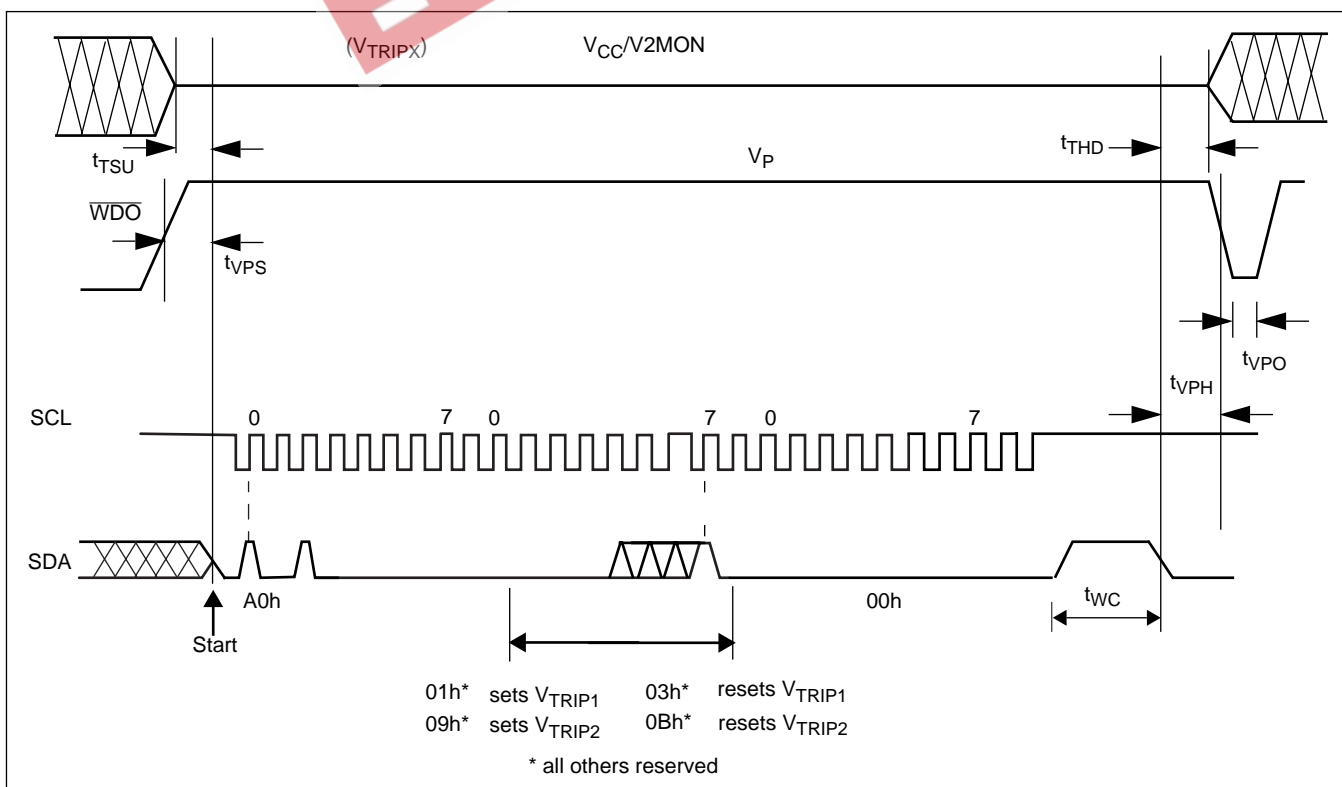 (VTRIPX) VCC/V2MON
tTSU tTHD
VP
WDO
tVPS
tVPO
tVPH
SCL 0 7 0 7 0 7
SDA
A0h 00h tWC
Start
01h* sets VTRIP1 03h* resets VTRIP1
09h* sets VTRIP2 0Bh* resets VTRIP2
* all others reserved